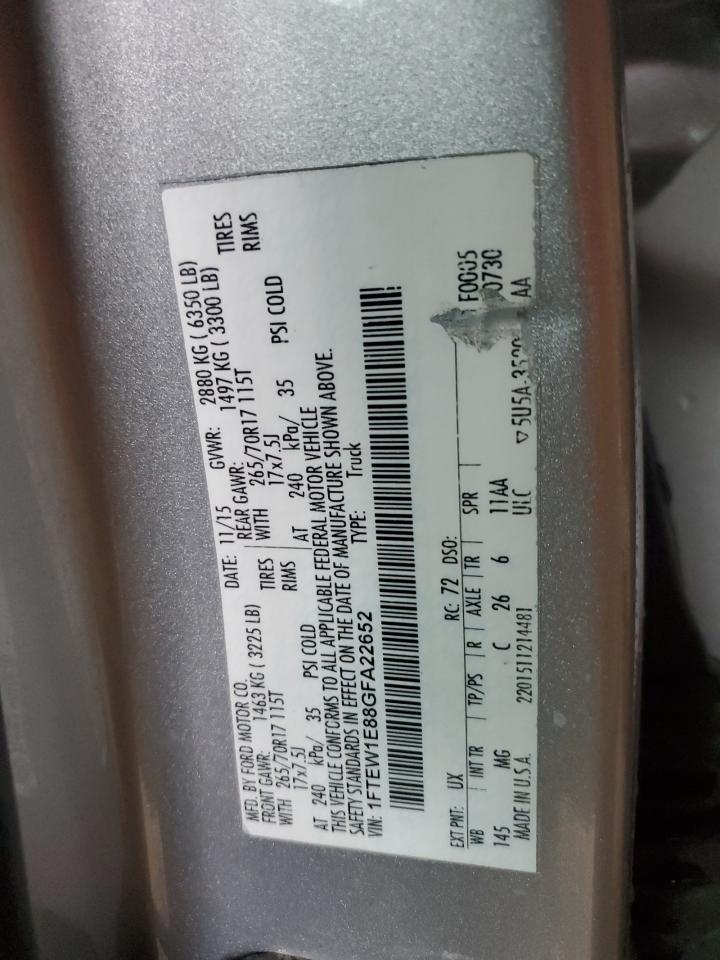 MFD. BY FORD MOTOR CO. DATE: 11/15 GVWR: 2880 KG ( 6350 LB)
FRONT GAWR: 1463 KG ( 3225 LB) REAR GAWR: 1497 KG ( 3300 LB)
WITH 265/70R17 115T TIRES WITH 265/70R17 115T TIRES
17x7.5J RIMS 17x7.5J RIMS
AT 240 kPa/ 35 PSI COLD AT 240 kPa/ 35 PSI COLD
THIS VEHICLE CONFORMS TO ALL APPLICABLE FEDERAL MOTOR VEHICLE
SAFETY STANDARDS IN EFFECT ON THE DATE OF MANUFACTURE SHOWN ABOVE.
VIN: 1FTEW1E88GFA22652 TYPE: Truck
EXT PNT: UX RC: 72 DSO:
WB INT TR TP/PS R AXLE TR SPR F0005
145 MG C 26 6 11AA 0730
MADE IN U.S.A. 2201511214481 ULC ▽5U5A-3520 AA